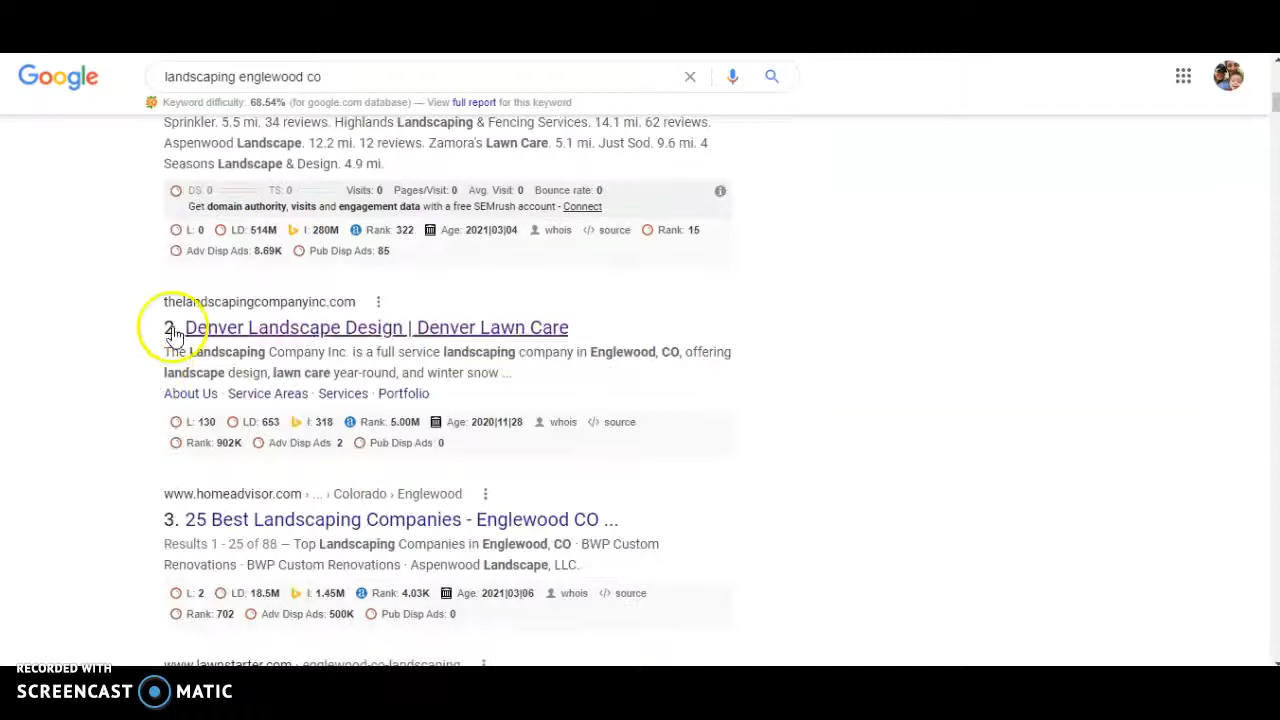 Google
landscaping englewood co
Keyword difficulty: 68.54% (for google.com database) — View full report for this keyword
Sprinkler. 5.5 mi. 34 reviews. Highlands Landscaping & Fencing Services. 14.1 mi. 62 reviews.
Aspenwood Landscape. 12.2 mi. 12 reviews. Zamora's Lawn Care. 5.1 mi. Just Sod. 9.6 mi. 4
Seasons Landscape & Design. 4.9 mi.
DS: 0 TS: 0 Visits: 0 Pages/Visit: 0 Avg. Visit: 0 Bounce rate: 0
Get domain authority, visits and engagement data with a free SEMrush account - Connect
L: 0 LD: 514M I: 280M Rank: 322 Age: 2021|03|04 whois </> source Rank: 15
Adv Disp Ads: 8.69K Pub Disp Ads: 85
thelandscapingcompanyinc.com
2. Denver Landscape Design | Denver Lawn Care
The Landscaping Company Inc. is a full service landscaping company in Englewood, CO, offering
landscape design, lawn care year-round, and winter snow ...
About Us · Service Areas · Services · Portfolio
L: 130 LD: 653 I: 318 Rank: 5.00M Age: 2020|11|28 whois </> source
Rank: 902K Adv Disp Ads 2 Pub Disp Ads: 0
www.homeadvisor.com › ... › Colorado › Englewood
3. 25 Best Landscaping Companies - Englewood CO ...
Results 1 - 25 of 88 — Top Landscaping Companies in Englewood, CO · BWP Custom
Renovations · BWP Custom Renovations · Aspenwood Landscape, LLC.
L: 2 LD: 18.5M I: 1.45M Rank: 4.03K Age: 2021|03|06 whois </> source
Rank: 702 Adv Disp Ads: 500K Pub Disp Ads: 0
www.lawnstarter.com › englewood-co-landscaping
RECORDED WITH
SCREENCAST MATIC